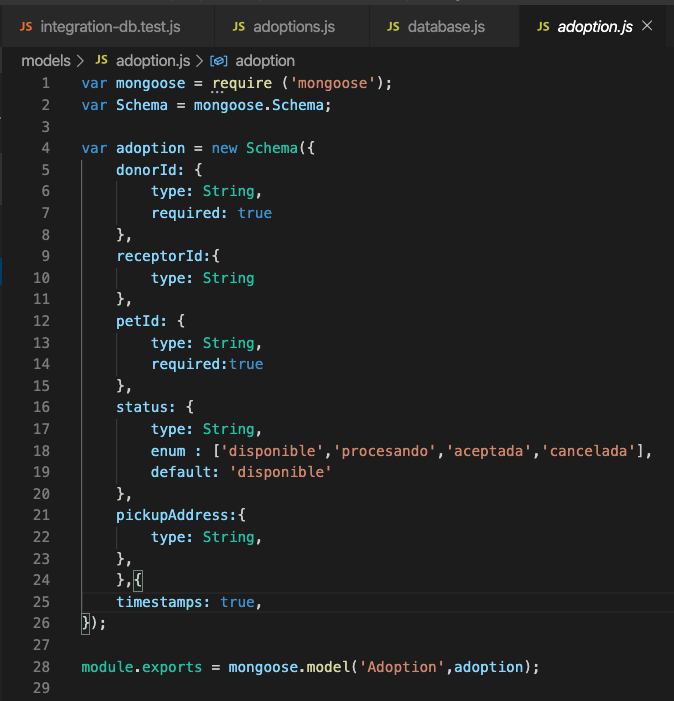 JS integration-db.test.js JS adoptions.js JS database.js JS adoption.js ×
models > JS adoption.js > adoption
1 var mongoose = require ('mongoose');
2 var Schema = mongoose.Schema;
3
4 var adoption = new Schema({
5     donorId: {
6         type: String,
7         required: true
8     },
9     receptorId:{
10         type: String
11     },
12     petId: {
13         type: String,
14         required:true
15     },
16     status: {
17         type: String,
18         enum : ['disponible','procesando','aceptada','cancelada'],
19         default: 'disponible'
20     },
21     pickupAddress:{
22         type: String,
23     },
24     },{
25     timestamps: true,
26 });
27
28 module.exports = mongoose.model('Adoption',adoption);
29